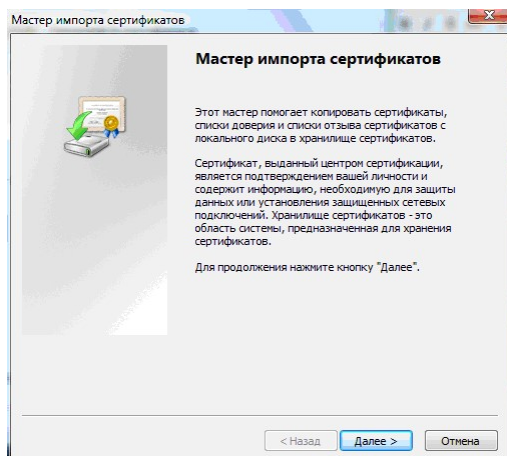 Мастер импорта сертификатов
Мастер импорта сертификатов
Этот мастер помогает копировать сертификаты,
списки доверия и списки отзыва сертификатов с
локального диска в хранилище сертификатов.
Сертификат, выданный центром сертификации,
является подтверждением вашей личности и
содержит информацию, необходимую для защиты
данных или установления защищенных сетевых
подключений. Хранилище сертификатов - это
область системы, предназначенная для хранения
сертификатов.
Для продолжения нажмите кнопку "Далее".
< Назад Далее > Отмена